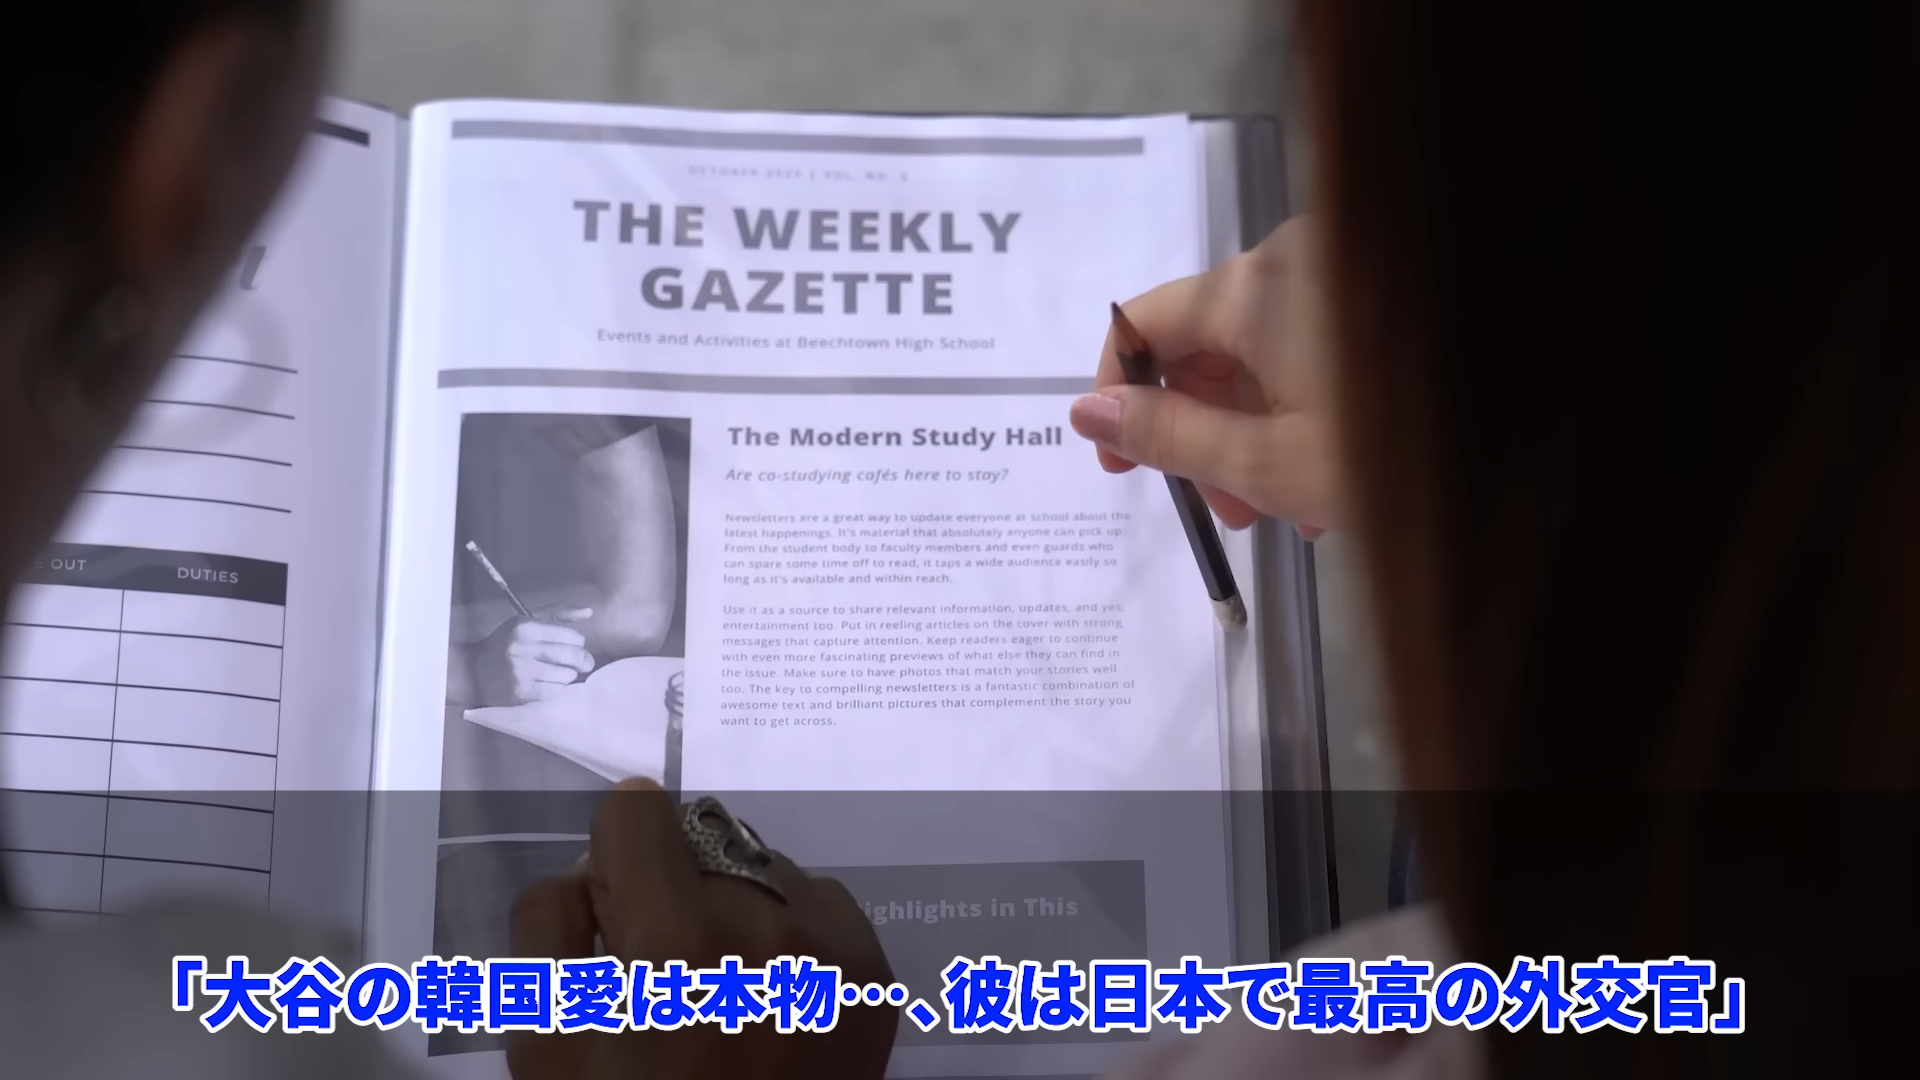 THE WEEKLY
GAZETTE
Events and Activities at Beechtown High School
The Modern Study Hall
Are co-studying cafés here to stay?
Newsletters are a great way to update everyone at school about the
latest happenings. It's material that absolutely anyone can pick up.
From the student body to faculty members and even guards who
can spare some time off to read, it taps a wide audience easily so
long as it's available and within reach.
Use it as a source to share relevant information, updates, and yes,
entertainment too. Put in reeling articles on the cover with strong
messages that capture attention. Keep readers eager to continue
with even more fascinating previews of what else they can find in
the issue. Make sure to have photos that match your stories well
too. The key to compelling newsletters is a fantastic combination of
awesome text and brilliant pictures that complement the story you
want to get across.
OUT
DUTIES
ighlights in This
「大谷の韓国愛は本物…、彼は日本で最高の外交官」